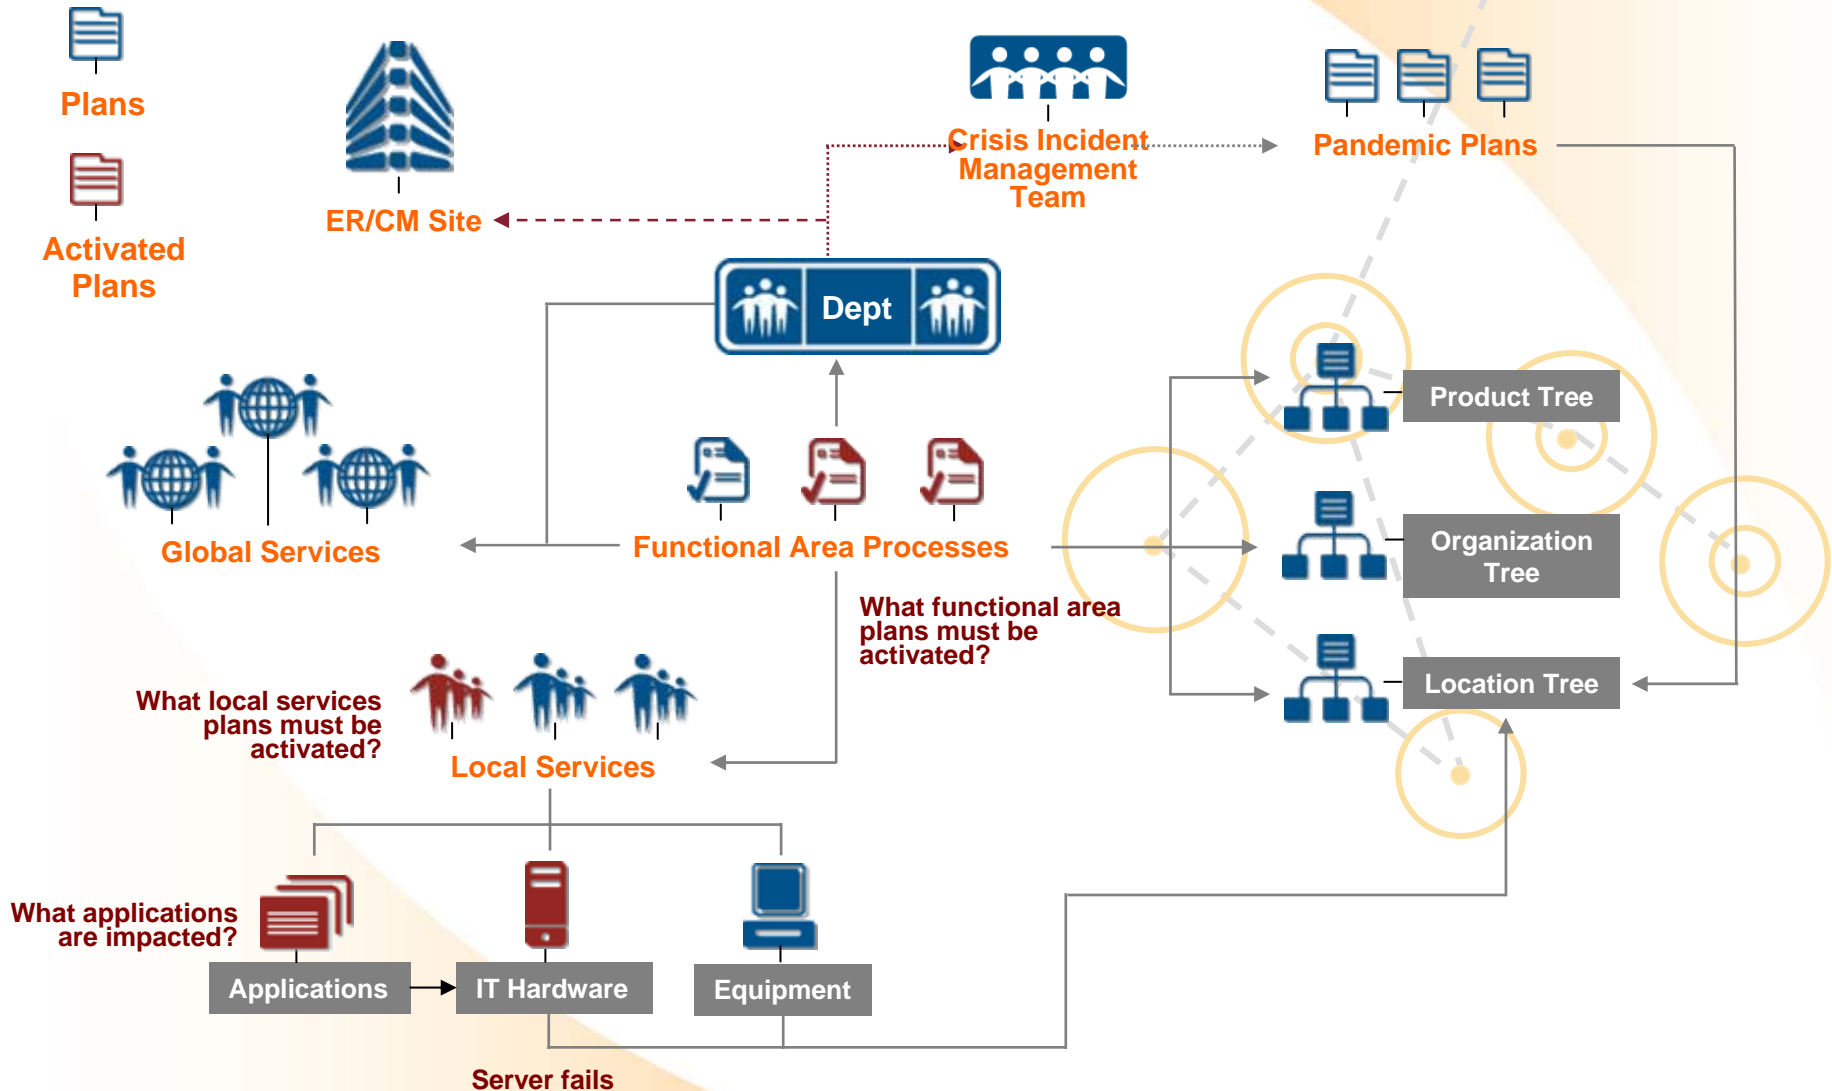 Plans
Activated
Plans
ER/CM Site
Crisis Incident
Management
Team
Pandemic Plans
Dept
Product Tree
Global Services
Functional Area Processes
Organization
Tree
What functional area
plans must be
activated?
What local services
plans must be
activated?
Local Services
Location Tree
What applications
are impacted?
Applications
IT Hardware
Equipment
Server fails